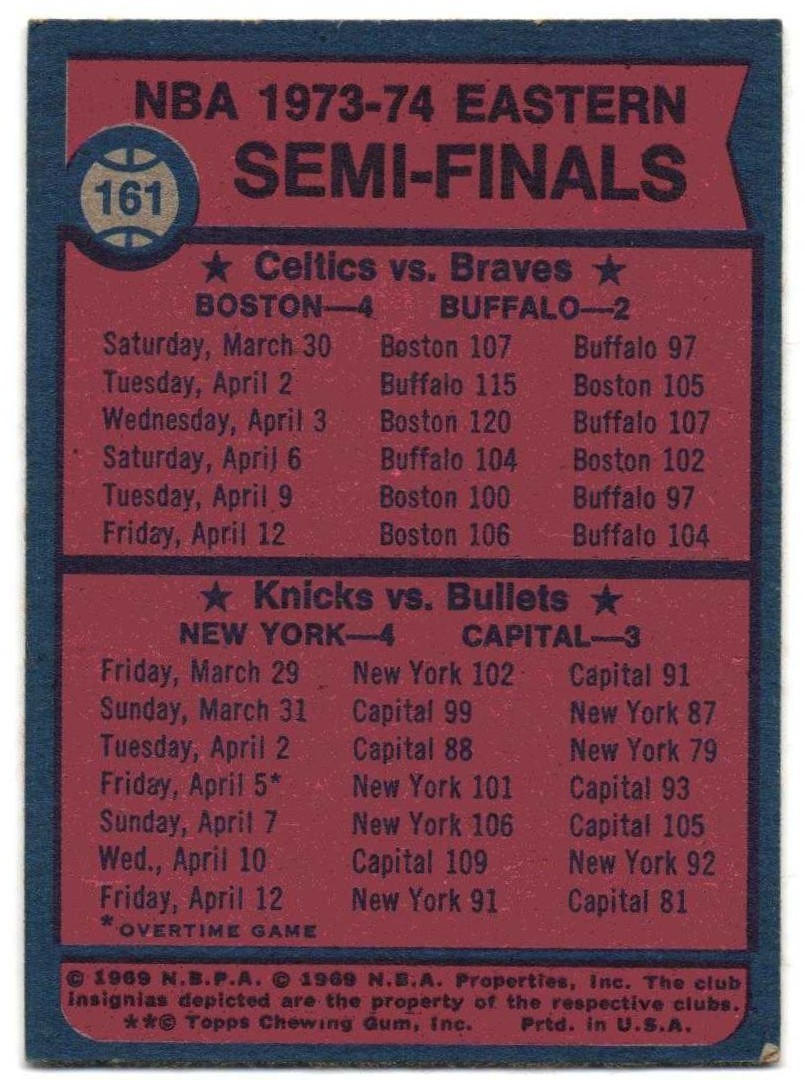 NBA 1973-74 EASTERN
SEMI-FINALS
161
★ Celtics vs. Braves ★
BOSTON—4 BUFFALO—2
Saturday, March 30 Boston 107 Buffalo 97
Tuesday, April 2 Buffalo 115 Boston 105
Wednesday, April 3 Boston 120 Buffalo 107
Saturday, April 6 Buffalo 104 Boston 102
Tuesday, April 9 Boston 100 Buffalo 97
Friday, April 12 Boston 106 Buffalo 104
★ Knicks vs. Bullets ★
NEW YORK—4 CAPITAL—3
Friday, March 29 New York 102 Capital 91
Sunday, March 31 Capital 99 New York 87
Tuesday, April 2 Capital 88 New York 79
Friday, April 5* New York 101 Capital 93
Sunday, April 7 New York 106 Capital 105
Wed., April 10 Capital 109 New York 92
Friday, April 12 New York 91 Capital 81
*OVERTIME GAME
© 1969 N.B.P.A. © 1969 N.B.A. Properties, Inc. The club
insignias depicted are the property of the respective clubs.
**© Topps Chewing Gum, Inc. Prtd. in U.S.A.